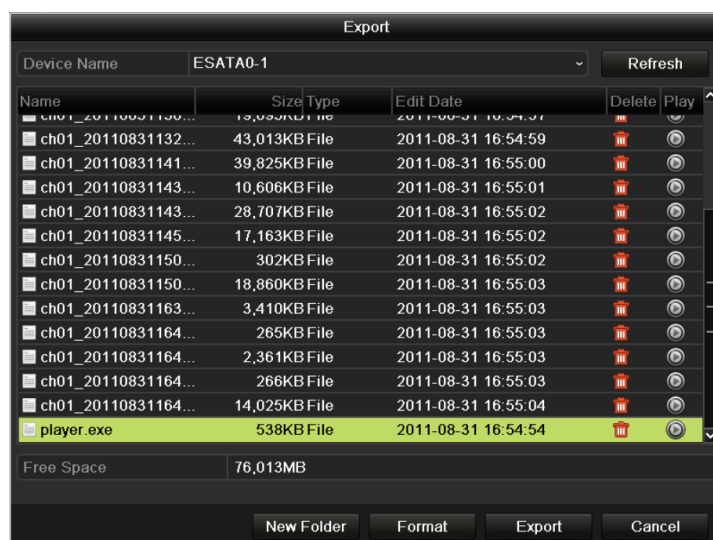 Export
Device Name ESATA0-1 Refresh
Name Size Type Edit Date Delete Play
ch01_20110831132... 43,013KB File 2011-08-31 16:54:59
ch01_20110831141... 39,825KB File 2011-08-31 16:55:00
ch01_20110831143... 10,606KB File 2011-08-31 16:55:01
ch01_20110831143... 28,707KB File 2011-08-31 16:55:02
ch01_20110831145... 17,163KB File 2011-08-31 16:55:02
ch01_20110831150... 302KB File 2011-08-31 16:55:02
ch01_20110831150... 18,860KB File 2011-08-31 16:55:03
ch01_20110831163... 3,410KB File 2011-08-31 16:55:03
ch01_20110831164... 265KB File 2011-08-31 16:55:03
ch01_20110831164... 2,361KB File 2011-08-31 16:55:03
ch01_20110831164... 266KB File 2011-08-31 16:55:03
ch01_20110831164... 14,025KB File 2011-08-31 16:55:04
player.exe 538KB File 2011-08-31 16:54:54
Free Space 76,013MB
New Folder Format Export Cancel